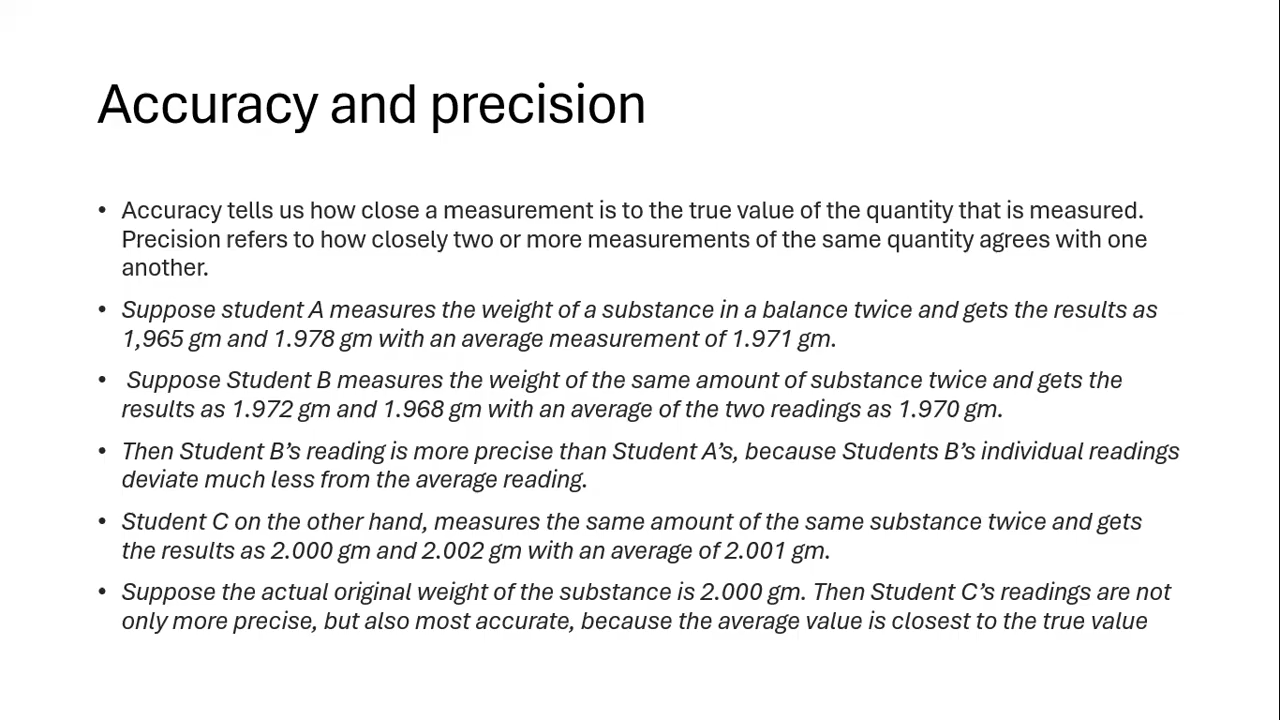 Accuracy and precision
• Accuracy tells us how close a measurement is to the true value of the quantity that is measured.
Precision refers to how closely two or more measurements of the same quantity agrees with one
another.
• Suppose student A measures the weight of a substance in a balance twice and gets the results as
1,965 gm and 1.978 gm with an average measurement of 1.971 gm.
• Suppose Student B measures the weight of the same amount of substance twice and gets the
results as 1.972 gm and 1.968 gm with an average of the two readings as 1.970 gm.
• Then Student B’s reading is more precise than Student A’s, because Students B’s individual readings
deviate much less from the average reading.
• Student C on the other hand, measures the same amount of the same substance twice and gets
the results as 2.000 gm and 2.002 gm with an average of 2.001 gm.
• Suppose the actual original weight of the substance is 2.000 gm. Then Student C’s readings are not
only more precise, but also most accurate, because the average value is closest to the true value